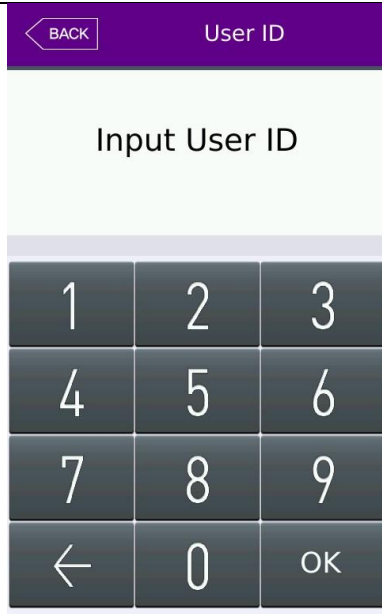 BACK User ID
Input User ID
1 2 3
4 5 6
7 8 9
← 0 OK